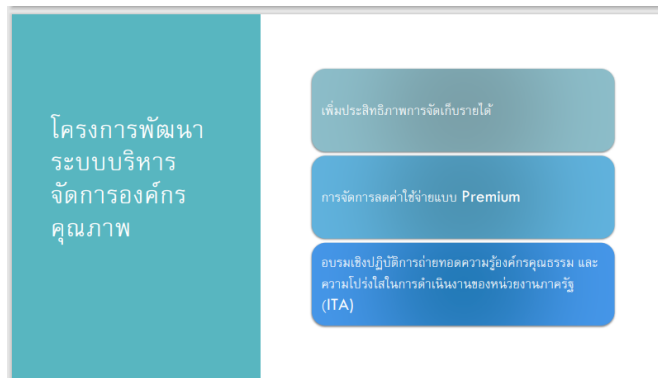 โครงการพัฒนา
ระบบบริหาร
จัดการองค์กร
คุณภาพ
เพิ่มประสิทธิภาพการจัดเก็บรายได้
การจัดการลดค่าใช้จ่ายแบบ Premium
อบรมเชิงปฏิบัติการถ่ายทอดความรู้องค์กรคุณธรรม และ
ความโปร่งใสในการดำเนินงานของหน่วยงานภาครัฐ
(ITA)